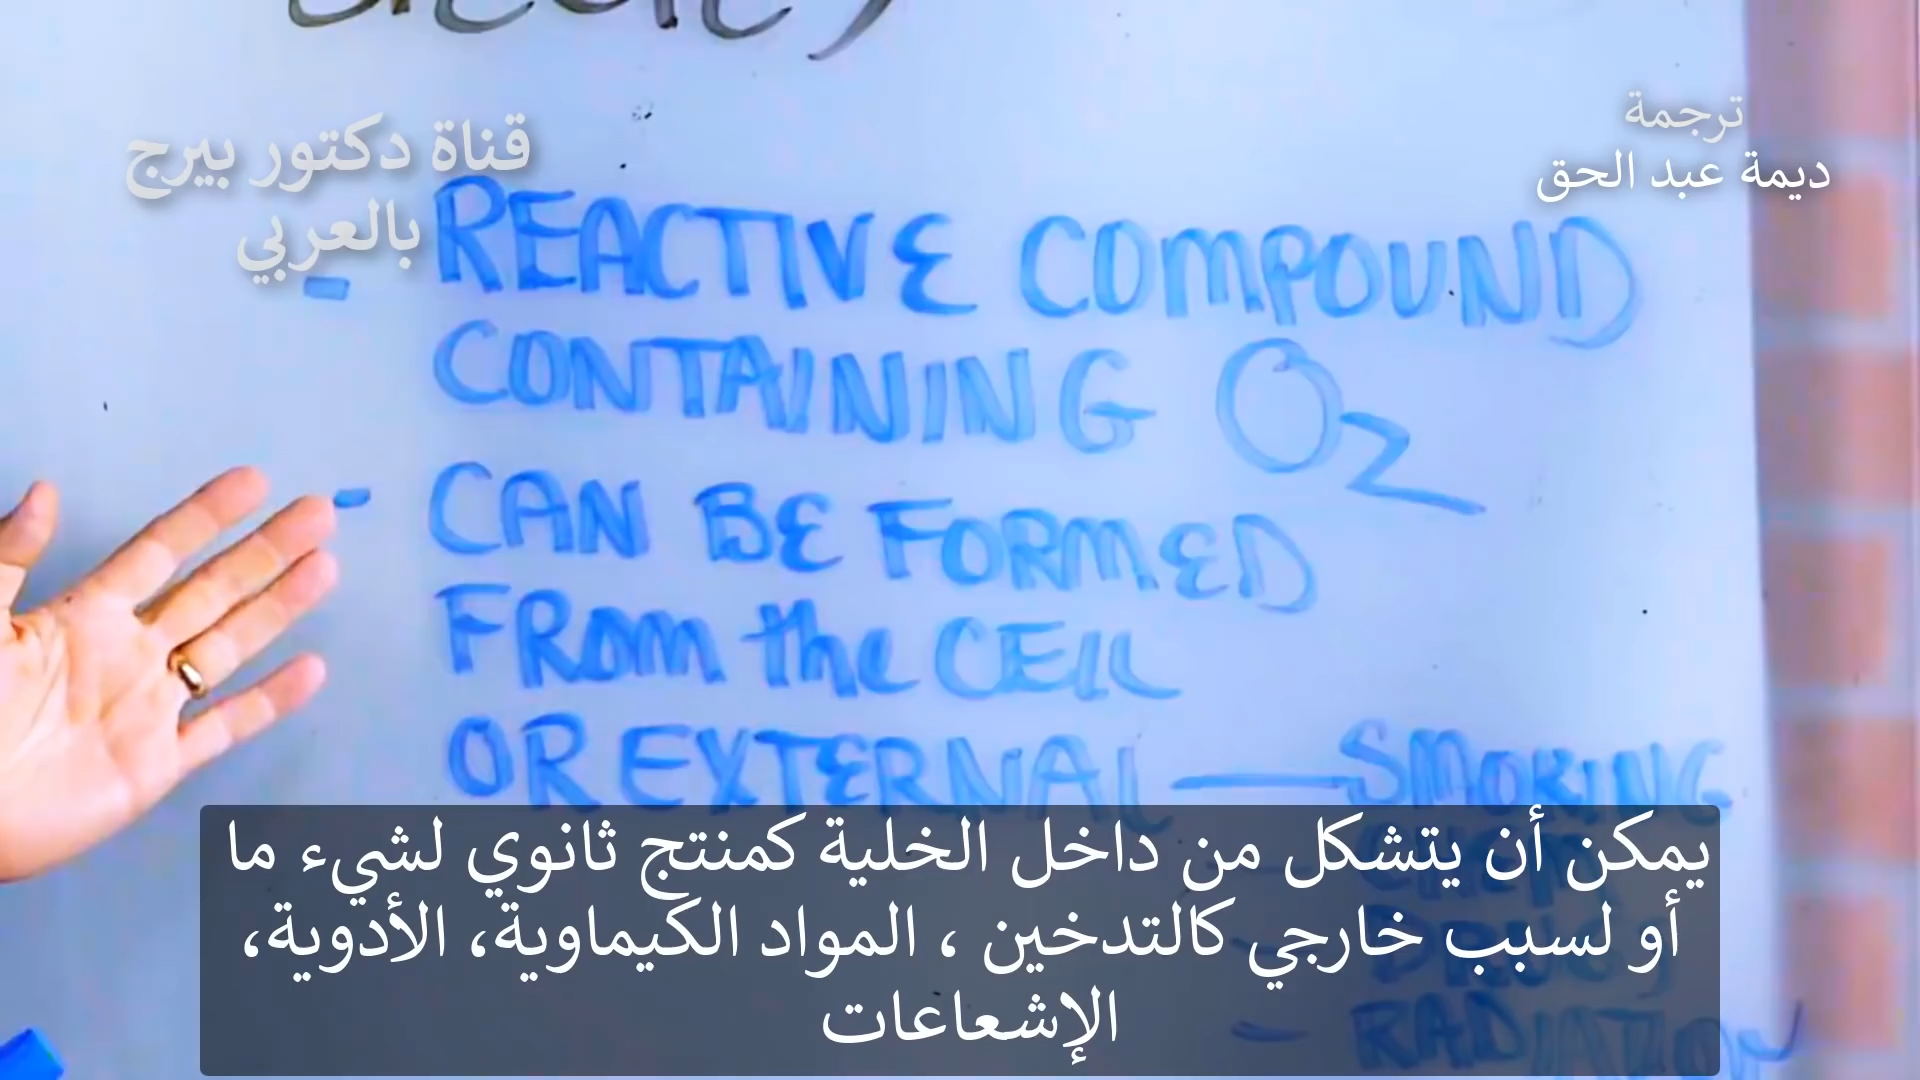 قناة دكتور بيرج
بالعربي
ترجمة
ديمة عبد الحق
- REACTIVE COMPOUND
CONTAINING O2
- CAN BE FORMED
FROM the CELL
OR EXTERNAL — SMOKING
- RADIATION
يمكن أن يتشكل من داخل الخلية كمنتج ثانوي لشيء ما
أو لسبب خارجي كالتدخين ، المواد الكيماوية، الأدوية،
الإشعاعات